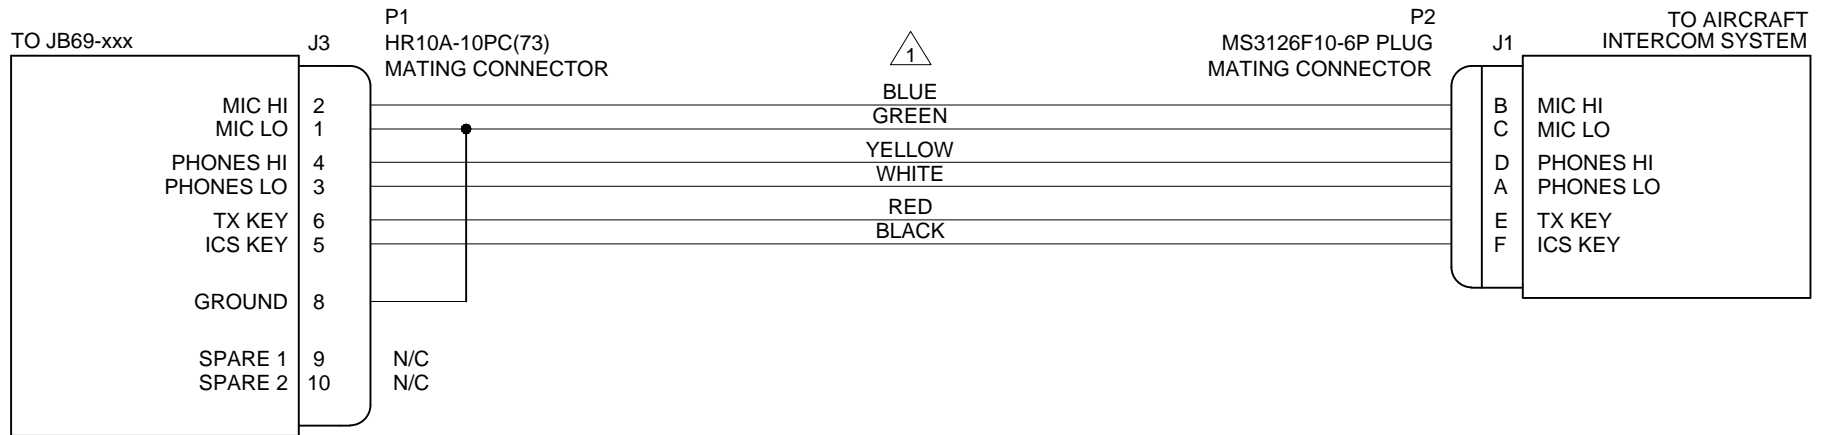 TO JB69-xxx
J3
P1
HR10A-10PC(73)
MATING CONNECTOR
1
P2
MS3126F10-6P PLUG
MATING CONNECTOR
J1
TO AIRCRAFT
INTERCOM SYSTEM
MIC HI 2 BLUE B MIC HI
MIC LO 1 GREEN C MIC LO
PHONES HI 4 YELLOW D PHONES HI
PHONES LO 3 WHITE A PHONES LO
TX KEY 6 RED E TX KEY
ICS KEY 5 BLACK F ICS KEY
GROUND 8
SPARE 1 9 N/C
SPARE 2 10 N/C